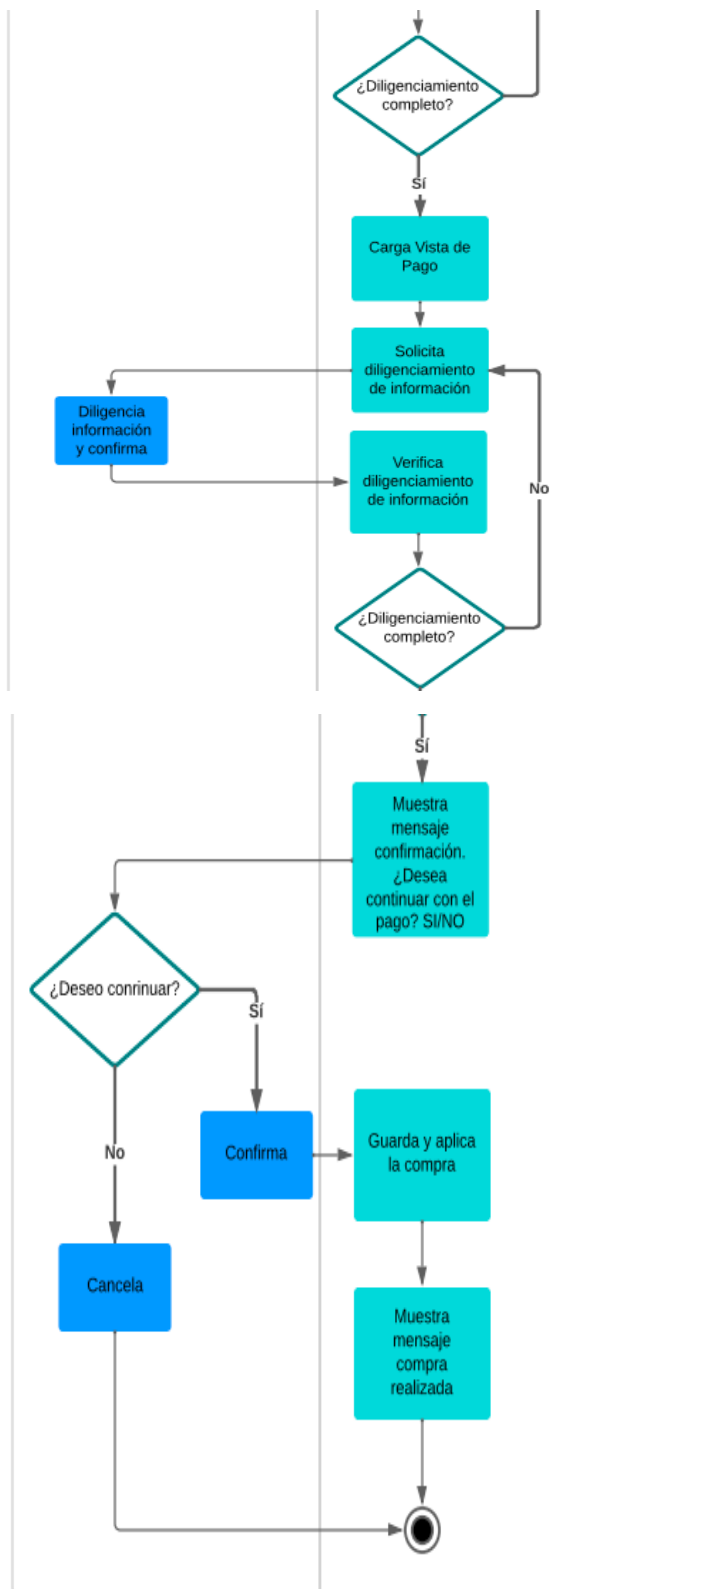 ¿Diligenciamiento
completo?
Sí
Carga Vista de
Pago
Solicita
diligenciamiento
de información
Diligencia
información
y confirma
Verifica
diligenciamiento
de información
No
¿Diligenciamiento
completo?
Sí
Muestra
mensaje
confirmación.
¿Desea
continuar con el
pago? SI/NO
¿Deseo conrinuar?
Sí
Confirma
Guarda y aplica
la compra
No
Cancela
Muestra
mensaje
compra
realizada